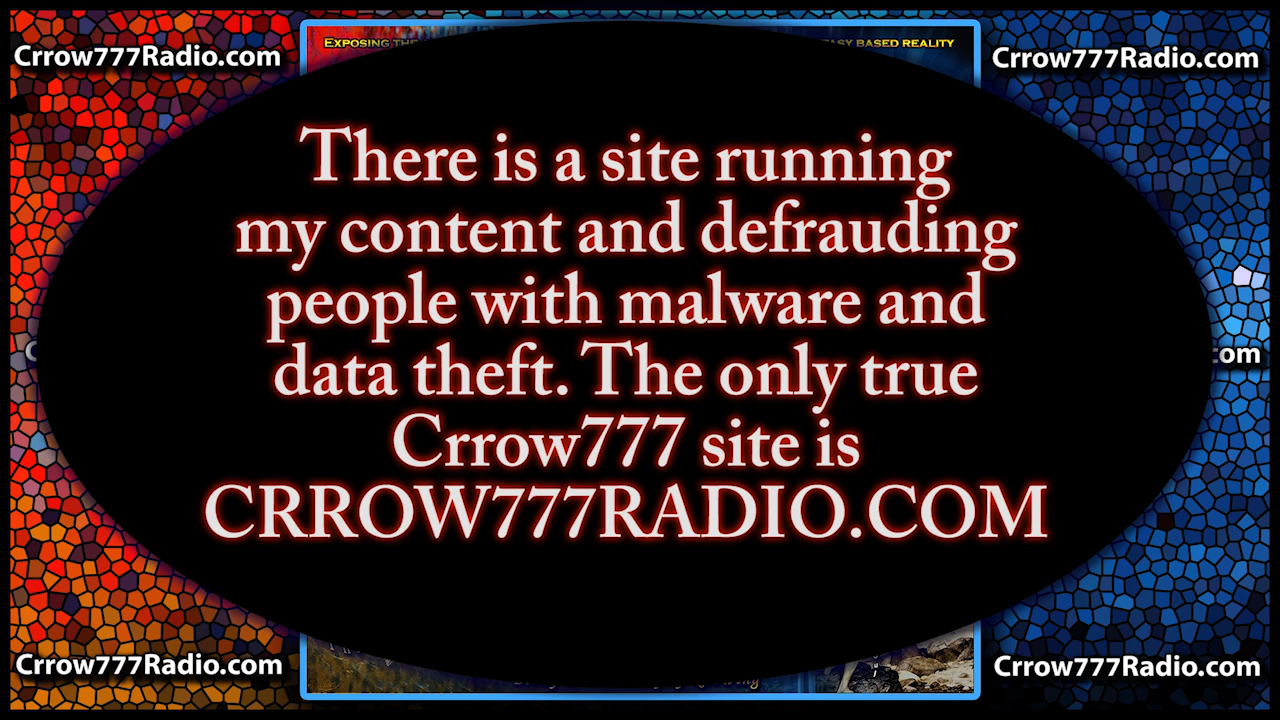 Crrow777Radio.com
Crrow777Radio.com
EXPOSING THE
BASED REALITY
There is a site running
my content and defrauding
people with malware and
data theft. The only true
Crrow777 site is
CRROW777RADIO.COM
Crrow777Radio.com
Crrow777Radio.com